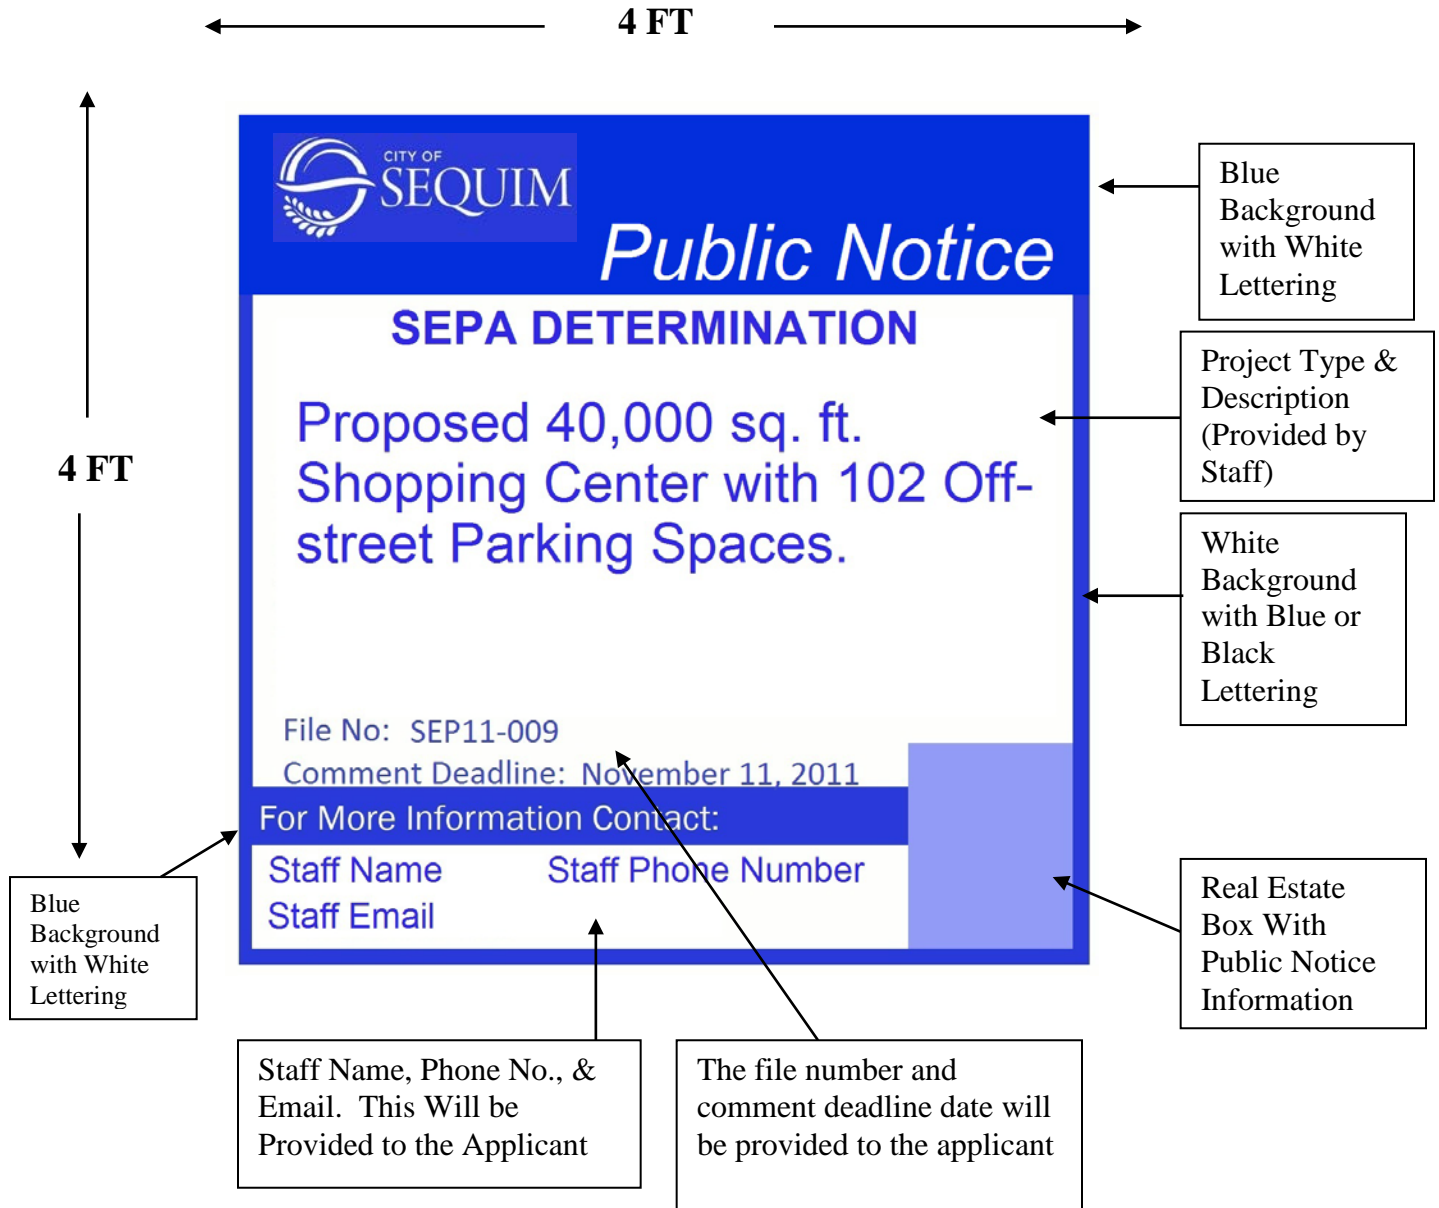 4 FT
CITY OF
SEQUIM
Public Notice
Blue
Background
with White
Lettering
SEPA DETERMINATION
Project Type &
Description
(Provided by
Staff)
Proposed 40,000 sq. ft.
Shopping Center with 102 Off-
street Parking Spaces.
4 FT
White
Background
with Blue or
Black
Lettering
File No: SEP11-009
Comment Deadline: November 11, 2011
For More Information Contact:
Staff Name Staff Phone Number
Staff Email
Blue
Background
with White
Lettering
Real Estate
Box With
Public Notice
Information
Staff Name, Phone No., &
Email. This Will be
Provided to the Applicant
The file number and
comment deadline date will
be provided to the applicant